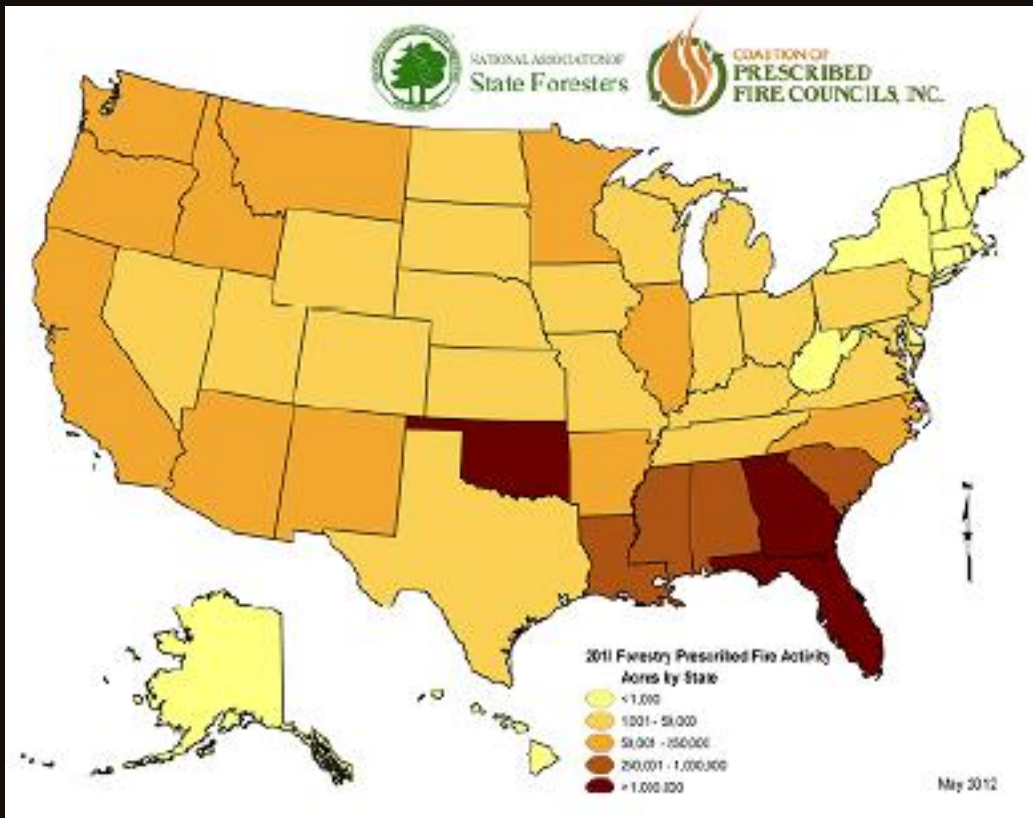 NATIONAL ASSOCIATION OF
State Foresters
COALITION OF
PRESCRIBED
FIRE COUNCILS, INC.
2011 Forestry Prescribed Fire Activity
Acres by State
<1,000
1,001 - 50,000
50,001 - 250,000
250,001 - 1,000,000
>1,000,000
May 2012